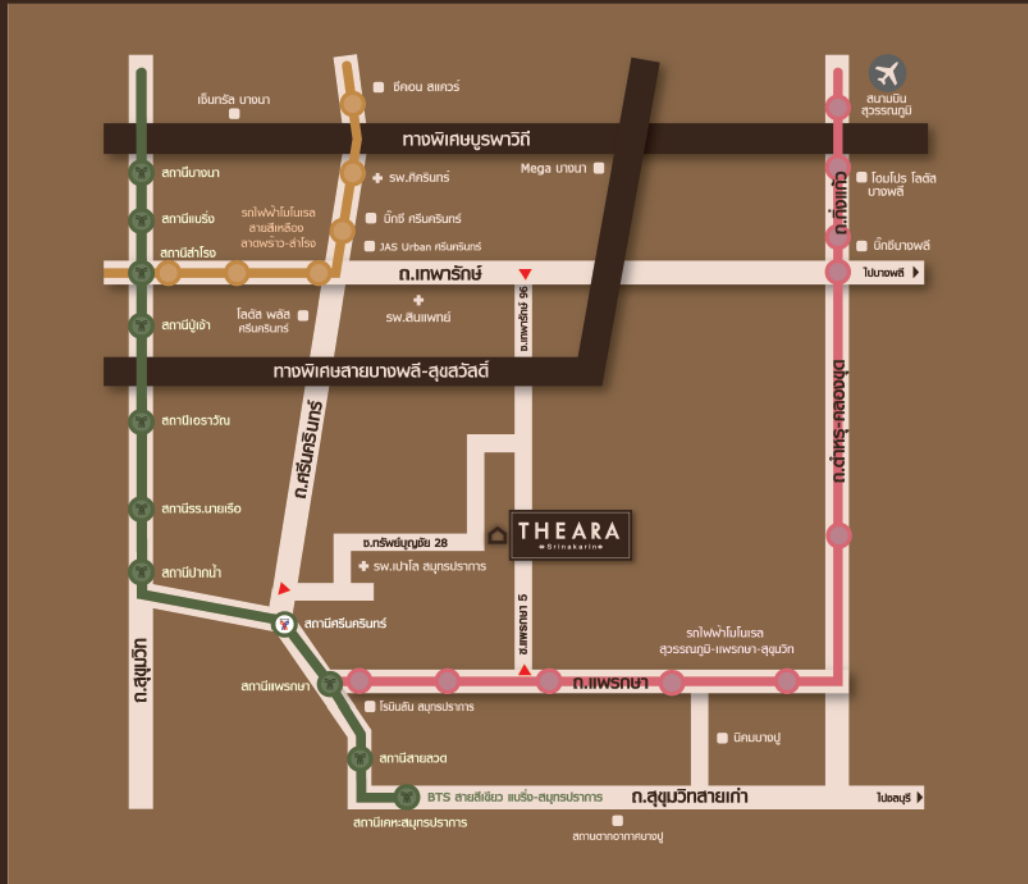 ซีคอน สแควร์
เซ็นทรัล บางนา
สนามบิน
สุวรรณภูมิ
ทางพิเศษบูรพาวิถี
Mega บางนา
สถานีบางนา
รพ.ศิครินทร์
โฮมโปร โลตัส
บางพลี
ถ.กิ่งแก้ว
สถานีแบริ่ง
รถไฟฟ้าโมโนเรล
สายสีเหลือง
ลาดพร้าว-สำโรง
บิ๊กซี ศรีนครินทร์
JAS Urban ศรีนครินทร์
บิ๊กซีบางพลี
สถานีสำโรง
ถ.เทพารักษ์
ไปบางพลี
โลตัส พลัส
ศรีนครินทร์
รพ.สินแพทย์
ซ.เทพารักษ์ 96
สถานีปู่เจ้า
ทางพิเศษสายบางพลี-สุขสวัสดิ์
สถานีเอราวัณ
ถ.ศรีนครินทร์
ถ.ตำหรุ-คลองขุด
สถานีรร.นายเรือ
THEARA
Srinakarin
ซ.ทรัพย์บุญชัย 28
รพ.เปาโล สมุทรปราการ
สถานีปากน้ำ
สถานีศรีนครินทร์
ซ.แพรกษา 5
รถไฟฟ้าโมโนเรล
สุวรรณภูมิ-แพรกษา-สุขุมวิท
ถ.สุขุมวิท
สถานีแพรกษา
ถ.แพรกษา
โรบินสัน สมุทรปราการ
นิคมบางปู
สถานีสายลวด
BTS สายสีเขียว แบริ่ง-สมุทรปราการ
ถ.สุขุมวิทสายเก่า
ไปชลบุรี
สถานีเคหะสมุทรปราการ
สถานตากอากาศบางปู